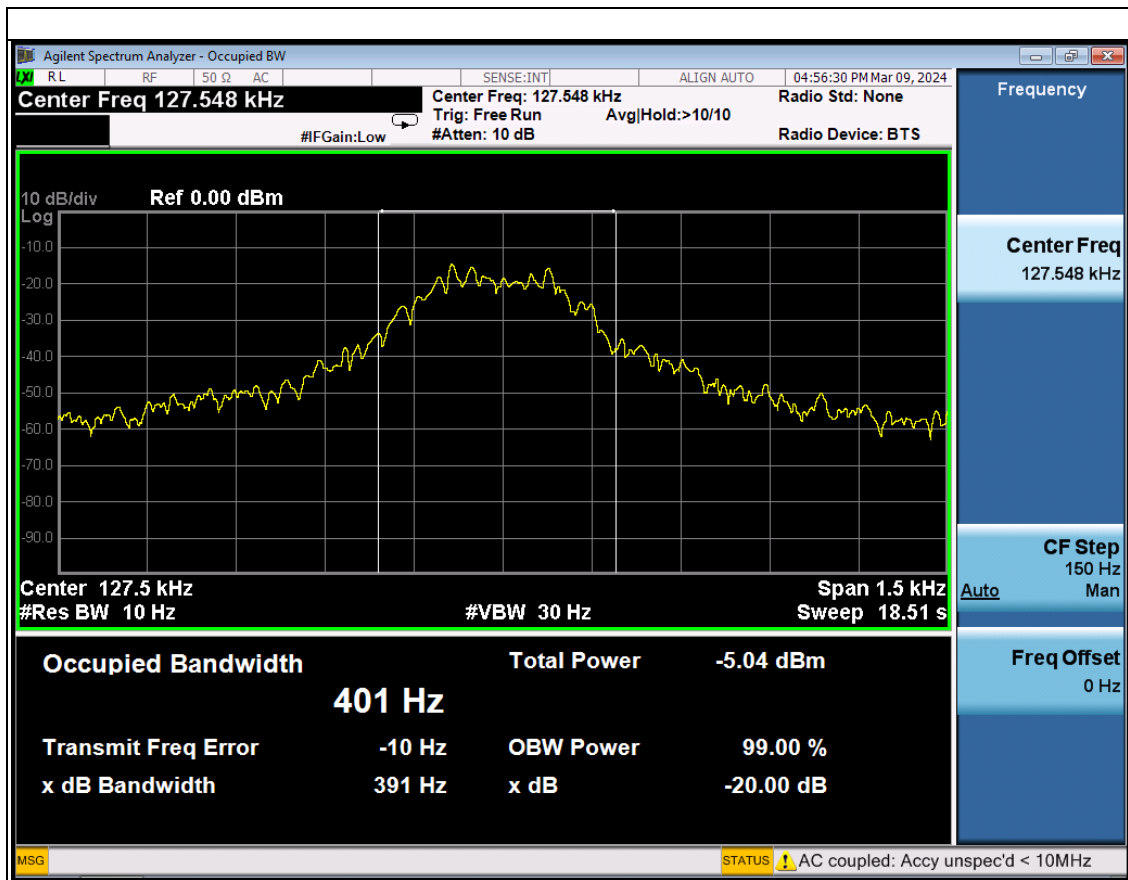 Agilent Spectrum Analyzer - Occupied BW
LXI RL RF 50 Ω AC SENSE:INT ALIGN AUTO 04:56:30 PM Mar 09, 2024
Center Freq 127.548 kHz
#IFGain:Low
Center Freq: 127.548 kHz
Trig: Free Run Avg|Hold:>10/10
#Atten: 10 dB
Radio Std: None
Radio Device: BTS
10 dB/div Ref 0.00 dBm
Log
-10.0
-20.0
-30.0
-40.0
-50.0
-60.0
-70.0
-80.0
-90.0
Center 127.5 kHz Span 1.5 kHz
#Res BW 10 Hz #VBW 30 Hz Sweep 18.51 s
Occupied Bandwidth Total Power -5.04 dBm
401 Hz
Transmit Freq Error -10 Hz OBW Power 99.00 %
x dB Bandwidth 391 Hz x dB -20.00 dB
Frequency
Center Freq
127.548 kHz
CF Step
150 Hz
Auto Man
Freq Offset
0 Hz
MSG STATUS AC coupled: Accy unspec'd < 10MHz